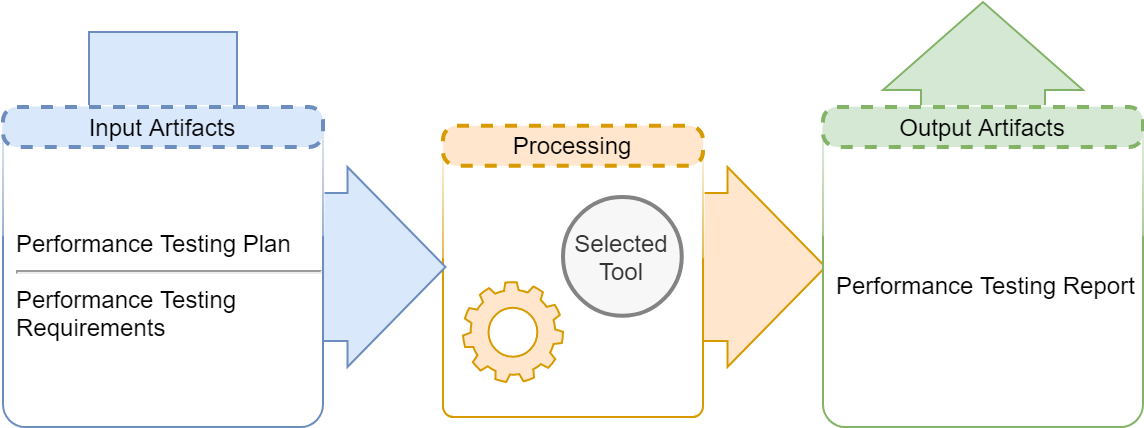 Input Artifacts
Performance Testing Plan
Performance Testing
Requirements
Processing
Selected
Tool
Output Artifacts
Performance Testing Report